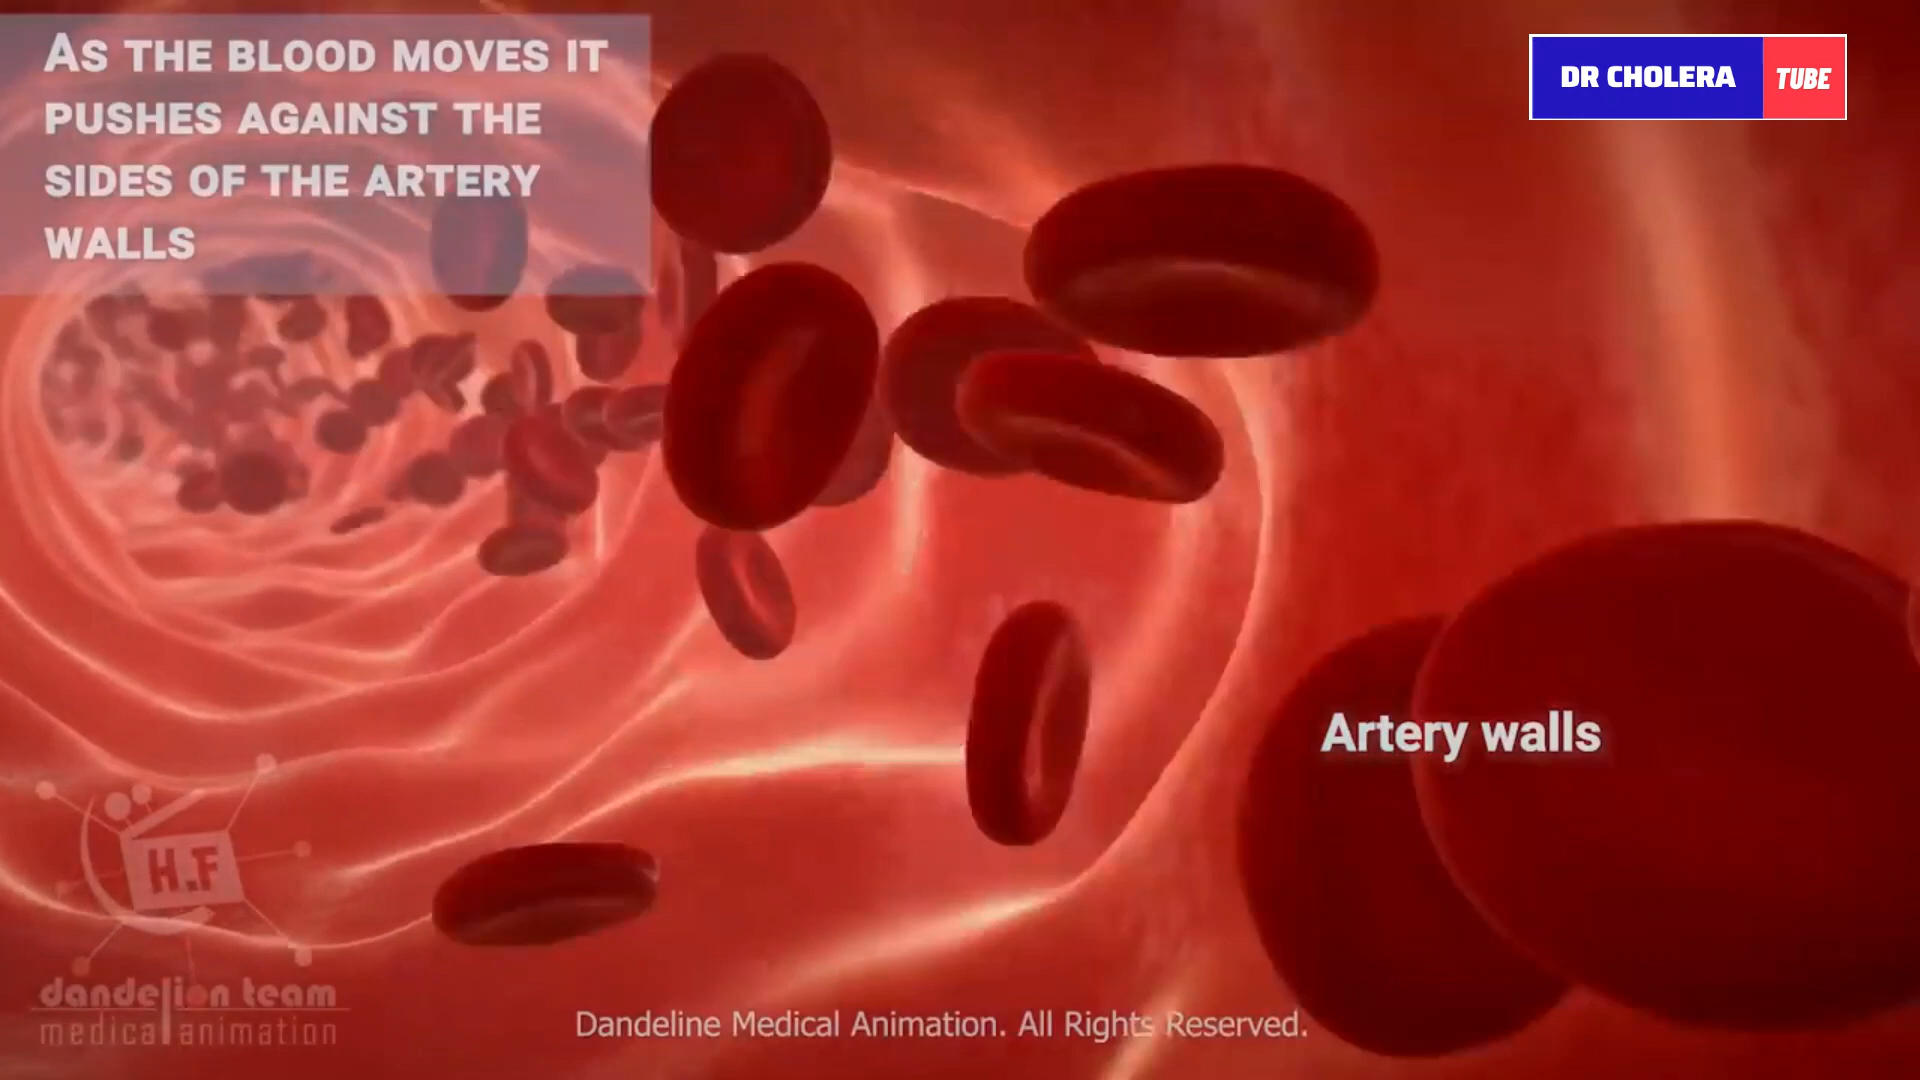 AS THE BLOOD MOVES IT
PUSHES AGAINST THE
SIDES OF THE ARTERY
WALLS
DR CHOLERA TUBE
Artery walls
H.F
dandelion team
medical animation
Dandeline Medical Animation. All Rights Reserved.